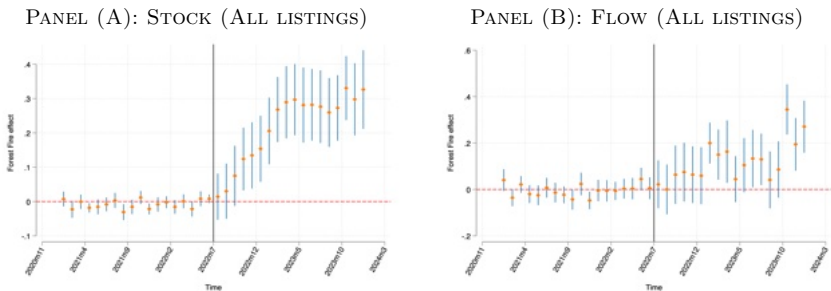 PANEL (A): STOCK (ALL LISTINGS)
Forest Fire effect
.4
.3
.2
.1
0
-.1
2020m11
2021m4
2021m9
2022m2
2022m7
2022m12
2023m5
2023m10
2024m3
Time
PANEL (B): FLOW (ALL LISTINGS)
Forest Fire effect
.6
.4
.2
0
-.2
2020m11
2021m4
2021m9
2022m2
2022m7
2022m12
2023m5
2023m10
2024m3
Time